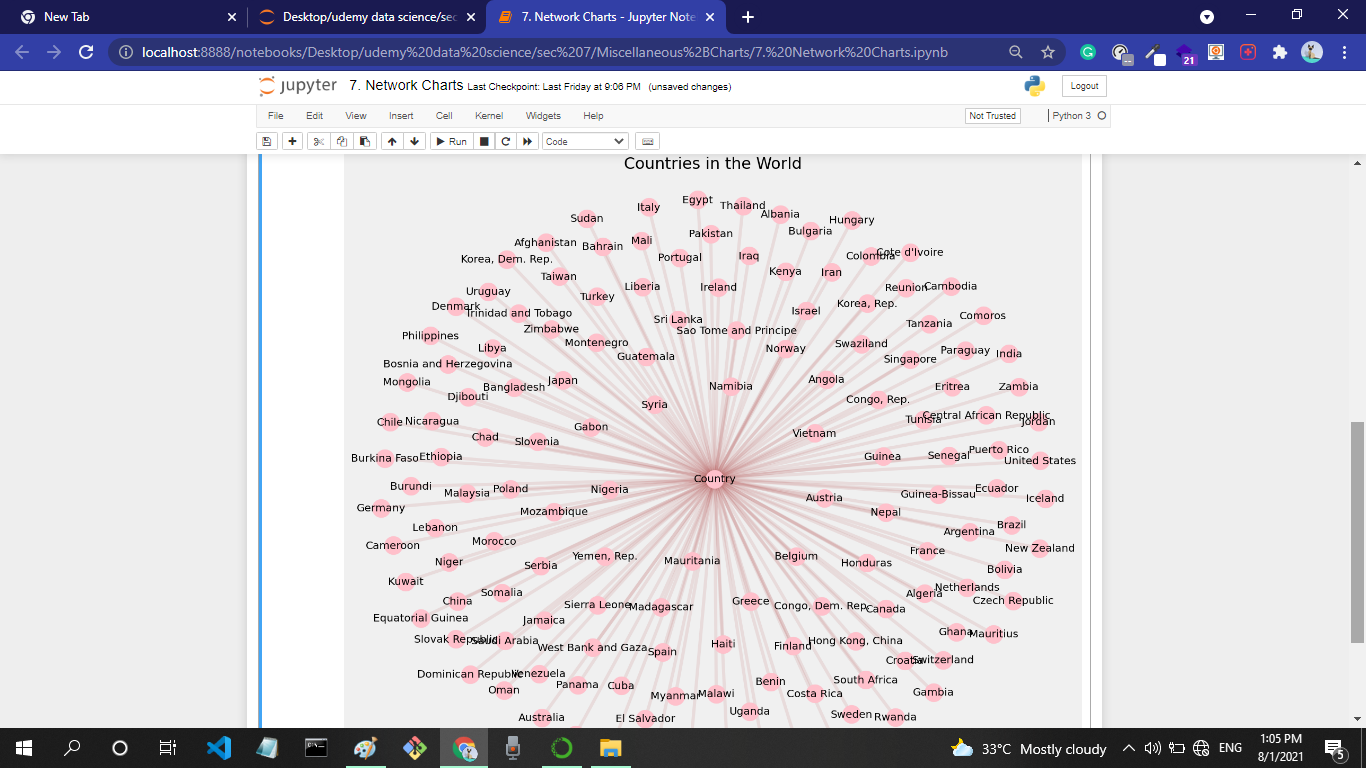 New Tab
Desktop/udemy data science/sec
7. Network Charts - Jupyter Note
localhost:8888/notebooks/Desktop/udemy%20data%20science/sec%207/Miscellaneous%2BCharts/7.%20Network%20Charts.ipynb
21
jupyter 7. Network Charts Last Checkpoint: Last Friday at 9:06 PM (unsaved changes)
Logout
File Edit View Insert Cell Kernel Widgets Help
Not Trusted
Python 3
Run
Code
Countries in the World
Egypt
Italy
Thailand
Albania
Sudan
Hungary
Bulgaria
Pakistan
Mali
Afghanistan
Bahrain
Cote d'Ivoire
Colombia
Iraq
Portugal
Korea, Dem. Rep.
Kenya
Iran
Taiwan
Liberia
Ireland
Reunion
Cambodia
Uruguay
Turkey
Korea, Rep.
Denmark
Trinidad and Tobago
Israel
Comoros
Sri Lanka
Sao Tome and Principe
Tanzania
Zimbabwe
Philippines
Montenegro
Swaziland
Libya
Norway
Paraguay
India
Guatemala
Singapore
Bosnia and Herzegovina
Angola
Japan
Mongolia
Namibia
Bangladesh
Eritrea
Zambia
Djibouti
Congo, Rep.
Syria
Central African Republic
Tunisia
Jordan
Chile
Nicaragua
Gabon
Vietnam
Chad
Slovenia
Puerto Rico
Senegal
Guinea
Ethiopia
Burkina Faso
United States
Country
Burundi
Ecuador
Poland
Nigeria
Malaysia
Guinea-Bissau
Austria
Iceland
Germany
Mozambique
Nepal
Brazil
Lebanon
Argentina
Morocco
Cameroon
New Zealand
France
Yemen, Rep.
Belgium
Mauritania
Niger
Honduras
Serbia
Bolivia
Kuwait
Netherlands
Somalia
Algeria
China
Greece
Czech Republic
Sierra Leone
Madagascar
Congo, Dem. Rep.
Canada
Equatorial Guinea
Jamaica
Ghana
Mauritius
Slovak Republic
Saudi Arabia
Hong Kong, China
Haiti
Finland
West Bank and Gaza
Spain
Croatia
Switzerland
Dominican Republic
Venezuela
South Africa
Benin
Panama
Cuba
Oman
Gambia
Costa Rica
Malawi
Myanmar
Uganda
Sweden
Rwanda
Australia
El Salvador
33°C Mostly cloudy
ENG
1:05 PM
8/1/2021
5